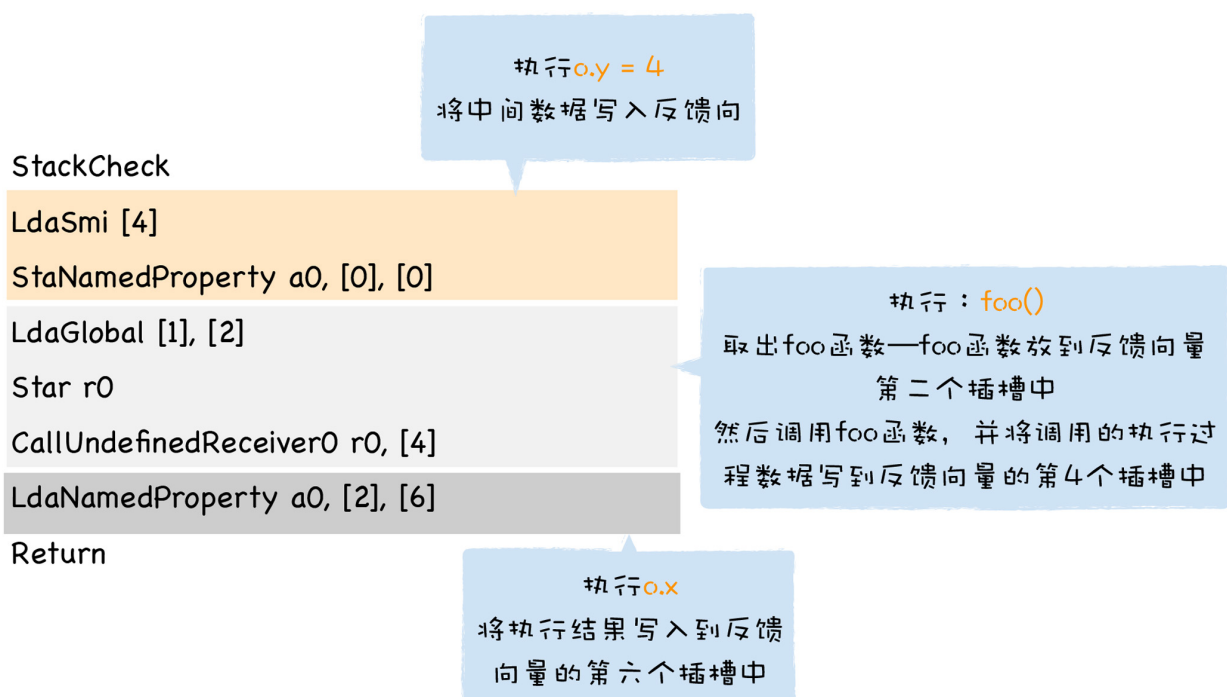 执行o.y = 4
将中间数据写入反馈向
StackCheck
LdaSmi [4]
StaNamedProperty a0, [0], [0]
LdaGlobal [1], [2]
Star r0
CallUndefinedReceiver0 r0, [4]
LdaNamedProperty a0, [2], [6]
Return
执行：foo()
取出foo函数—foo函数放到反馈向量
第二个插槽中
然后调用foo函数，并将调用的执行过
程数据写到反馈向量的第4个插槽中
执行o.x
将执行结果写入到反馈
向量的第六个插槽中